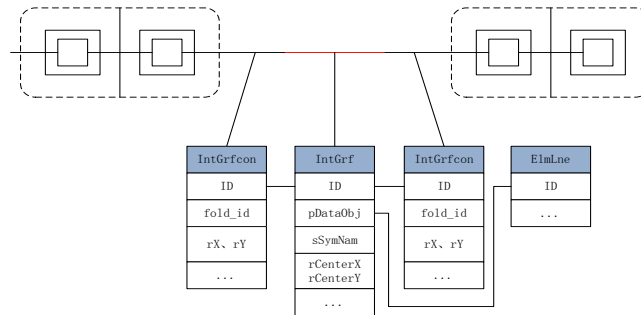 IntGrfcon
ID
fold_id
rX、rY
...
IntGrf
ID
pDataObj
sSymNam
rCenterX
rCenterY
...
IntGrfcon
ID
fold_id
rX、rY
...
ElmLne
ID
...